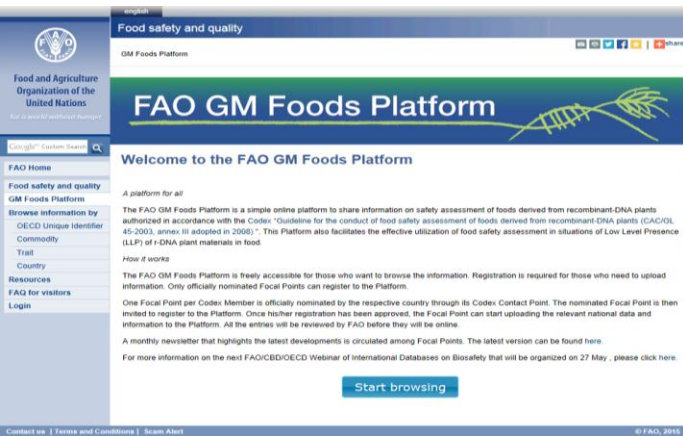 english
Food safety and quality
GM Foods Platform
share
FAO
FIAT PANIS
Food and Agriculture
Organization of the
United Nations
for a world without hunger
Google™ Custom Search
FAO Home
Food safety and quality
GM Foods Platform
Browse information by
OECD Unique Identifier
Commodity
Trait
Country
Resources
FAQ for visitors
Login
FAO GM Foods Platform
Welcome to the FAO GM Foods Platform
A platform for all
The FAO GM Foods Platform is a simple online platform to share information on safety assessment of foods derived from recombinant-DNA plants
authorized in accordance with the Codex "Guideline for the conduct of food safety assessment of foods derived from recombinant-DNA plants (CAC/GL
45-2003, annex III adopted in 2008) ". This Platform also facilitates the effective utilization of food safety assessment in situations of Low Level Presence
(LLP) of r-DNA plant materials in food.
How it works
The FAO GM Foods Platform is freely accessible for those who want to browse the information. Registration is required for those who need to upload
information. Only officially nominated Focal Points can register to the Platform.
One Focal Point per Codex Member is officially nominated by the respective country through its Codex Contact Point. The nominated Focal Point is then
invited to register to the Platform. Once his/her registration has been approved, the Focal Point can start uploading the relevant national data and
information to the Platform. All the entries will be reviewed by FAO before they will be online.
A monthly newsletter that highlights the latest developments is circulated among Focal Points. The latest version can be found here.
For more information on the next FAO/CBD/OECD Webinar of International Databases on Biosafety that will be organized on 27 May , please click here.
Start browsing
Contact us | Terms and Conditions | Scam Alert
© FAO, 2015